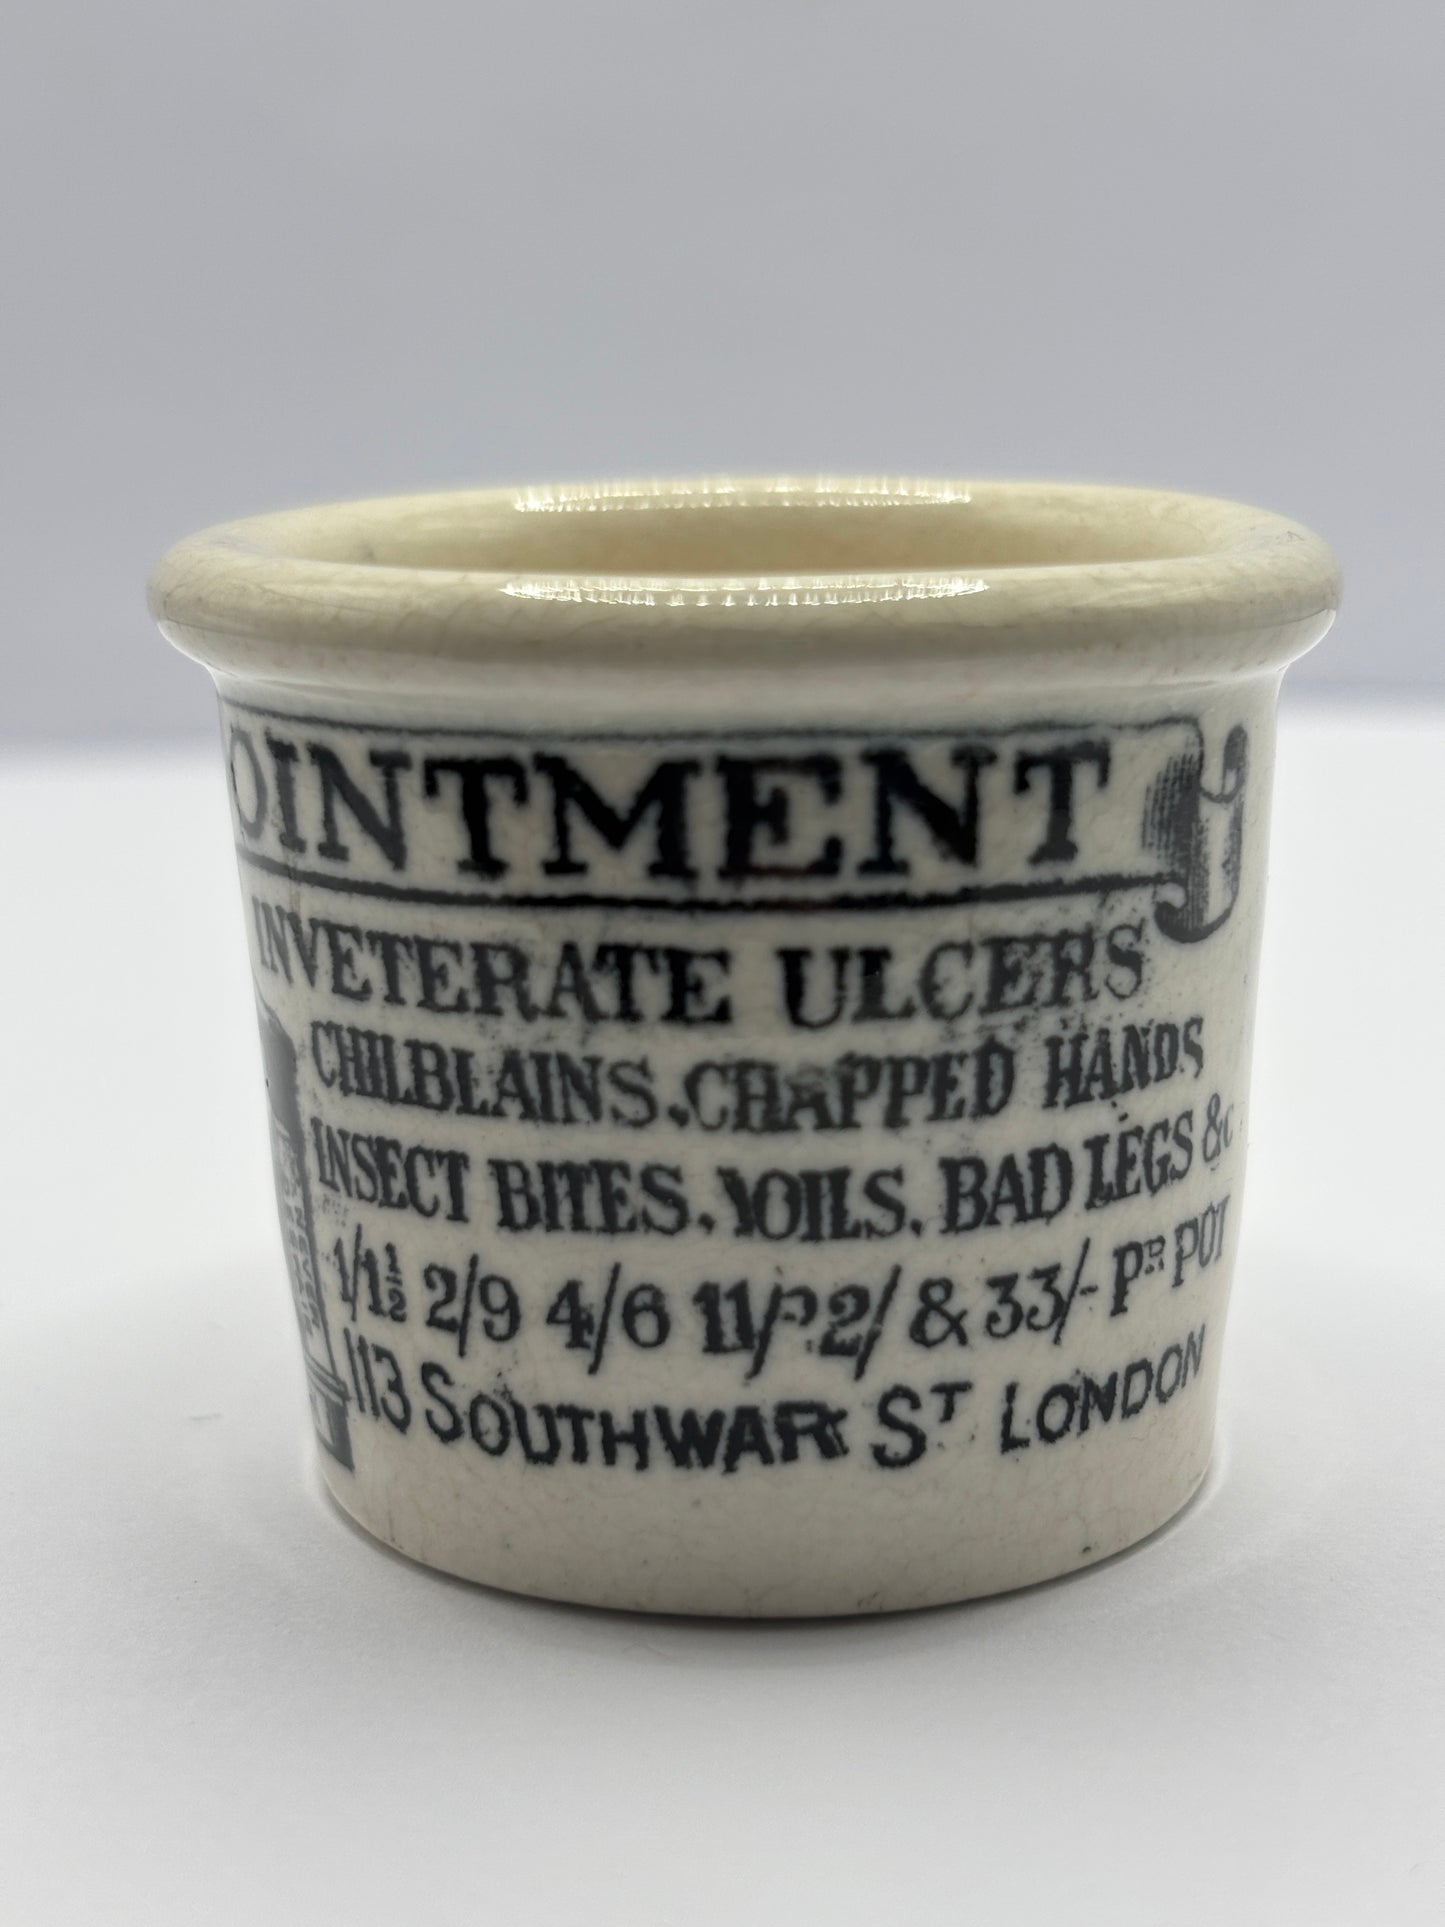 OINTMENT
INVETERATE ULCERS
CHILBLAINS. CHAPPED HANDS
INSECT BITES. YOILS. BAD LEGS &c
1/1½ 2/9 4/6 11/ 22/ & 33/- PR POT
113 SOUTHWARK ST LONDON